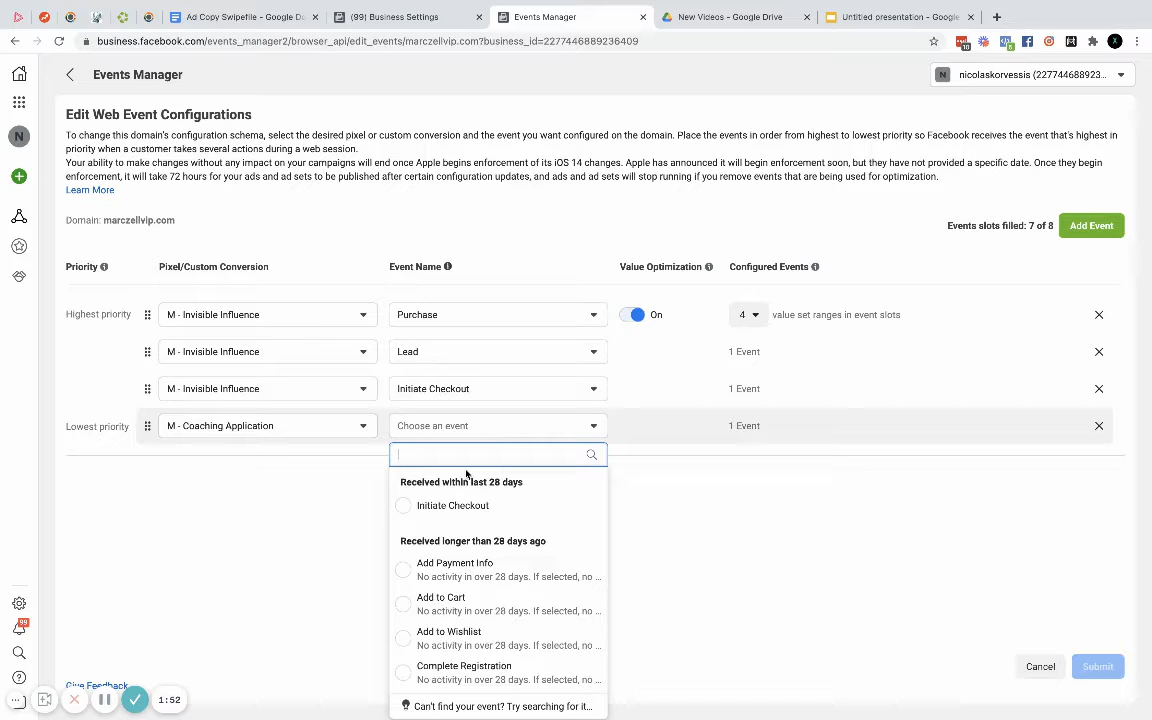 Ad Copy Swipefile - Google Do
(99) Business Settings
Events Manager
New Videos - Google Drive
Untitled presentation - Google
business.facebook.com/events_manager2/browser_api/edit_events/marczellvip.com?business_id=2277446889236409
10
6
X
Events Manager
N
nicolaskorvessis (227744688923...
N
Edit Web Event Configurations
To change this domain's configuration schema, select the desired pixel or custom conversion and the event you want configured on the domain. Place the events in order from highest to lowest priority so Facebook receives the event that's highest in
priority when a customer takes several actions during a web session.
Your ability to make changes without any impact on your campaigns will end once Apple begins enforcement of its iOS 14 changes. Apple has announced it will begin enforcement soon, but they have not provided a specific date. Once they begin
enforcement, it will take 72 hours for your ads and ad sets to be published after certain configuration updates, and ads and ad sets will stop running if you remove events that are being used for optimization.
Learn More
Domain: marczellvip.com
Events slots filled: 7 of 8
Add Event
Priority
Pixel/Custom Conversion
Event Name
Value Optimization
Configured Events
Highest priority
M - Invisible Influence
Purchase
On
4
value set ranges in event slots
M - Invisible Influence
Lead
1 Event
M - Invisible Influence
Initiate Checkout
1 Event
Lowest priority
M - Coaching Application
Choose an event
1 Event
Received within last 28 days
Initiate Checkout
Received longer than 28 days ago
Add Payment Info
No activity in over 28 days. If selected, no ...
Add to Cart
No activity in over 28 days. If selected, no ...
Add to Wishlist
No activity in over 28 days. If selected, no ...
Complete Registration
No activity in over 28 days. If selected, no ...
Can't find your event? Try searching for it...
Cancel
Submit
99
Give Feedback
1:52